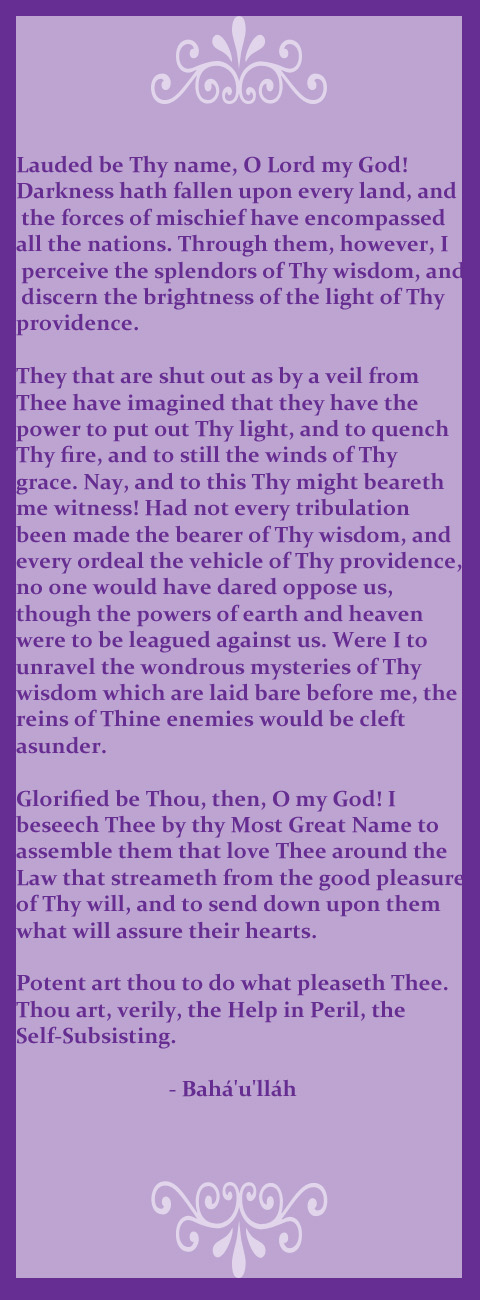 Lauded be Thy name, O Lord my God!
Darkness hath fallen upon every land, and
the forces of mischief have encompassed
all the nations. Through them, however, I
perceive the splendors of Thy wisdom, and
discern the brightness of the light of Thy
providence.
They that are shut out as by a veil from
Thee have imagined that they have the
power to put out Thy light, and to quench
Thy fire, and to still the winds of Thy
grace. Nay, and to this Thy might beareth
me witness! Had not every tribulation
been made the bearer of Thy wisdom, and
every ordeal the vehicle of Thy providence,
no one would have dared oppose us,
though the powers of earth and heaven
were to be leagued against us. Were I to
unravel the wondrous mysteries of Thy
wisdom which are laid bare before me, the
reins of Thine enemies would be cleft
asunder.
Glorified be Thou, then, O my God! I
beseech Thee by thy Most Great Name to
assemble them that love Thee around the
Law that streameth from the good pleasure
of Thy will, and to send down upon them
what will assure their hearts.
Potent art thou to do what pleaseth Thee.
Thou art, verily, the Help in Peril, the
Self-Subsisting.
- Bahá'u'lláh